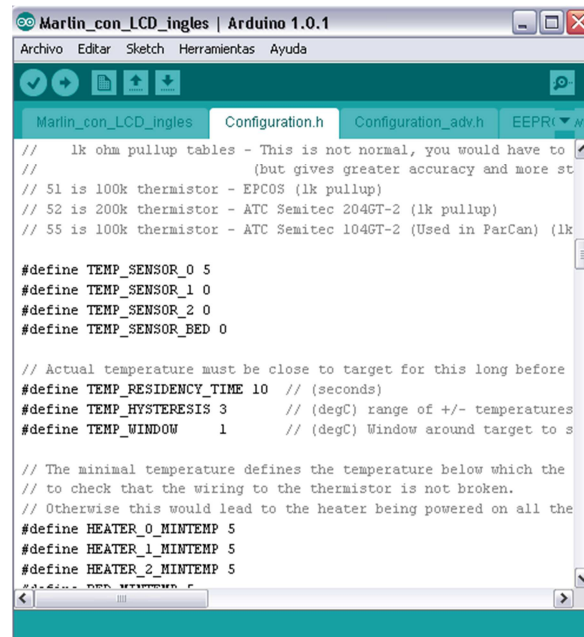 Marlin_con_LCD_ingles | Arduino 1.0.1
Archivo Editar Sketch Herramientas Ayuda
Marlin_con_LCD_ingles Configuration.h Configuration_adv.h
// 1k ohm pullup tables - This is not normal, you would have to
// (but gives greater accuracy and more st
// 51 is 100k thermistor - EPCOS (1k pullup)
// 52 is 200k thermistor - ATC Semitec 204GT-2 (1k pullup)
// 55 is 100k thermistor - ATC Semitec 104GT-2 (Used in ParCan) (1k
#define TEMP_SENSOR_0 5
#define TEMP_SENSOR_1 0
#define TEMP_SENSOR_2 0
#define TEMP_SENSOR_BED 0
// Actual temperature must be close to target for this long before
#define TEMP_RESIDENCY_TIME 10 // (seconds)
#define TEMP_HYSTERESIS 3 // (degC) range of +/- temperatures
#define TEMP_WINDOW 1 // (degC) Window around target to s
// The minimal temperature defines the temperature below which the
// to check that the wiring to the thermistor is not broken.
// Otherwise this would lead to the heater being powered on all the
#define HEATER_0_MINTEMP 5
#define HEATER_1_MINTEMP 5
#define HEATER_2_MINTEMP 5